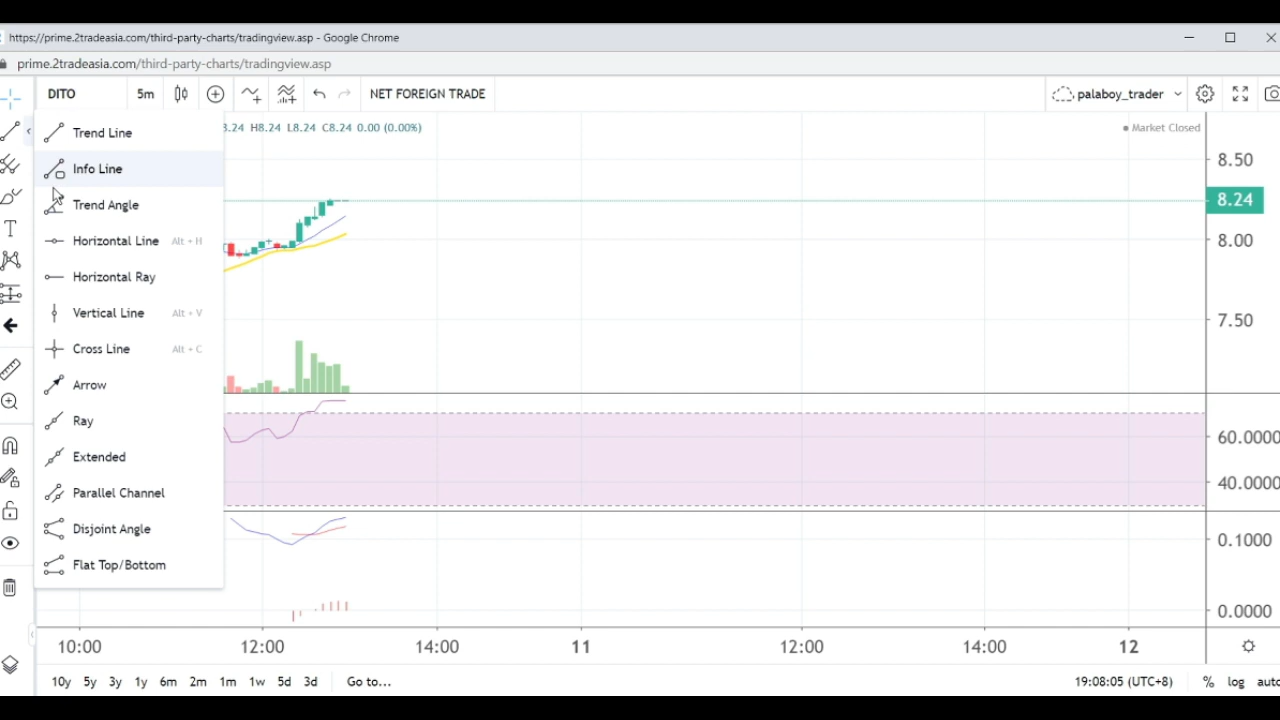 https://prime.2tradeasia.com/third-party-charts/tradingview.asp - Google Chrome
prime.2tradeasia.com/third-party-charts/tradingview.asp
DITO 5m NET FOREIGN TRADE palaboy_trader
8.24 H8.24 L8.24 C8.24 0.00 (0.00%) Market Closed
Trend Line
Info Line
Trend Angle
Horizontal Line Alt + H
Horizontal Ray
Vertical Line Alt + V
Cross Line Alt + C
Arrow
Ray
Extended
Parallel Channel
Disjoint Angle
Flat Top/Bottom
8.50
8.24
8.00
7.50
60.0000
40.0000
0.1000
0.0000
10:00 12:00 14:00 11 12:00 14:00 12
10y 5y 3y 1y 6m 2m 1m 1w 5d 3d Go to... 19:08:05 (UTC+8) % log auto